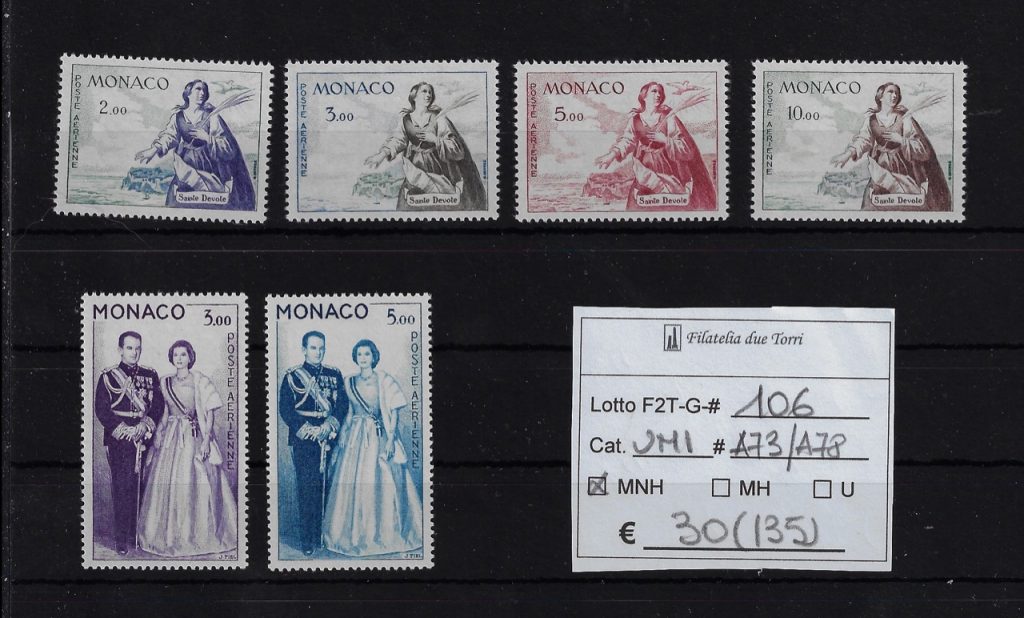 MONACO
2.00
POSTE AERIENNE
Sainte Devote
MONACO
3.00
POSTE AERIENNE
Sainte Devote
MONACO
5.00
POSTE AERIENNE
Sainte Devote
MONACO
10.00
POSTE AERIENNE
Sainte Devote
MONACO
3.00
POSTE AERIENNE
MONACO
5.00
POSTE AERIENNE
Filatelia due Torri
Lotto F2T-G-# 106
Cat. UMI # A73/A78
MNH MH U
€ 30(135)